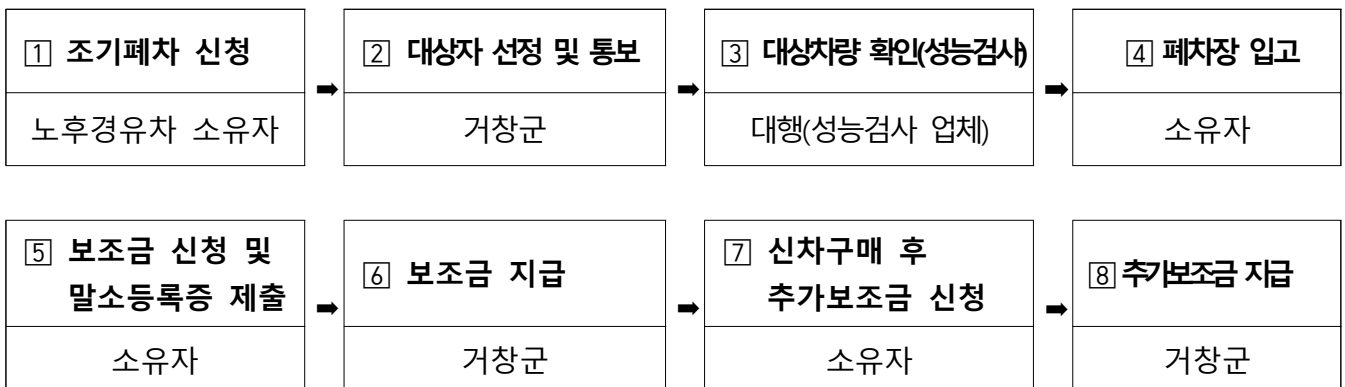 1 조기폐차 신청
2 대상자 선정 및 통보
3 대상차량 확인(성능검사)
4 폐차장 입고
➡
➡
➡
노후경유차 소유자
거창군
대행(성능검사 업체)
소유자
5 보조금 신청 및
말소등록증 제출
6 보조금 지급
7 신차구매 후
추가보조금 신청
8 추가보조금 지급
➡
➡
➡
소유자
거창군
소유자
거창군